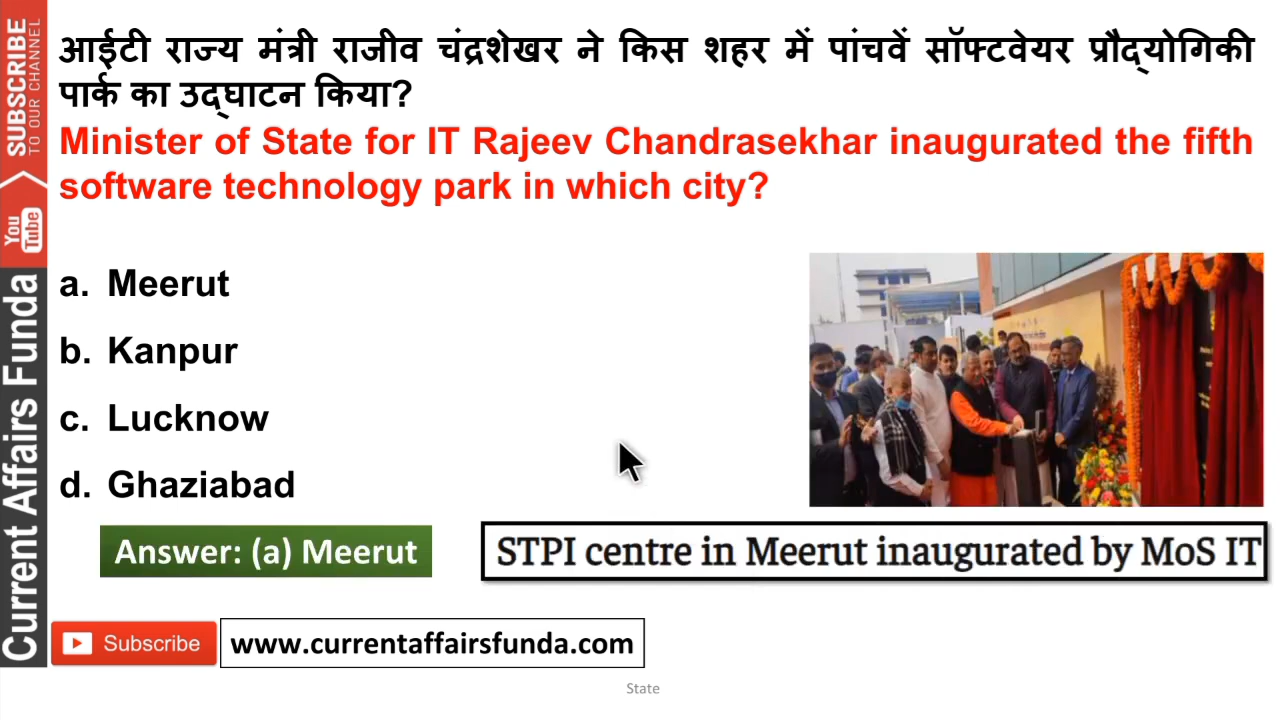 आईटी राज्य मंत्री राजीव चंद्रशेखर ने किस शहर में पांचवें सॉफ्टवेयर प्रौद्योगिकी
पार्क का उद्घाटन किया?
Minister of State for IT Rajeev Chandrasekhar inaugurated the fifth
software technology park in which city?
a. Meerut
b. Kanpur
c. Lucknow
d. Ghaziabad
Answer: (a) Meerut
STPI centre in Meerut inaugurated by MoS IT
Subscribe
www.currentaffairsfunda.com
State
SUBSCRIBE
TO OUR CHANNEL
You
Tube
Current Affairs Funda